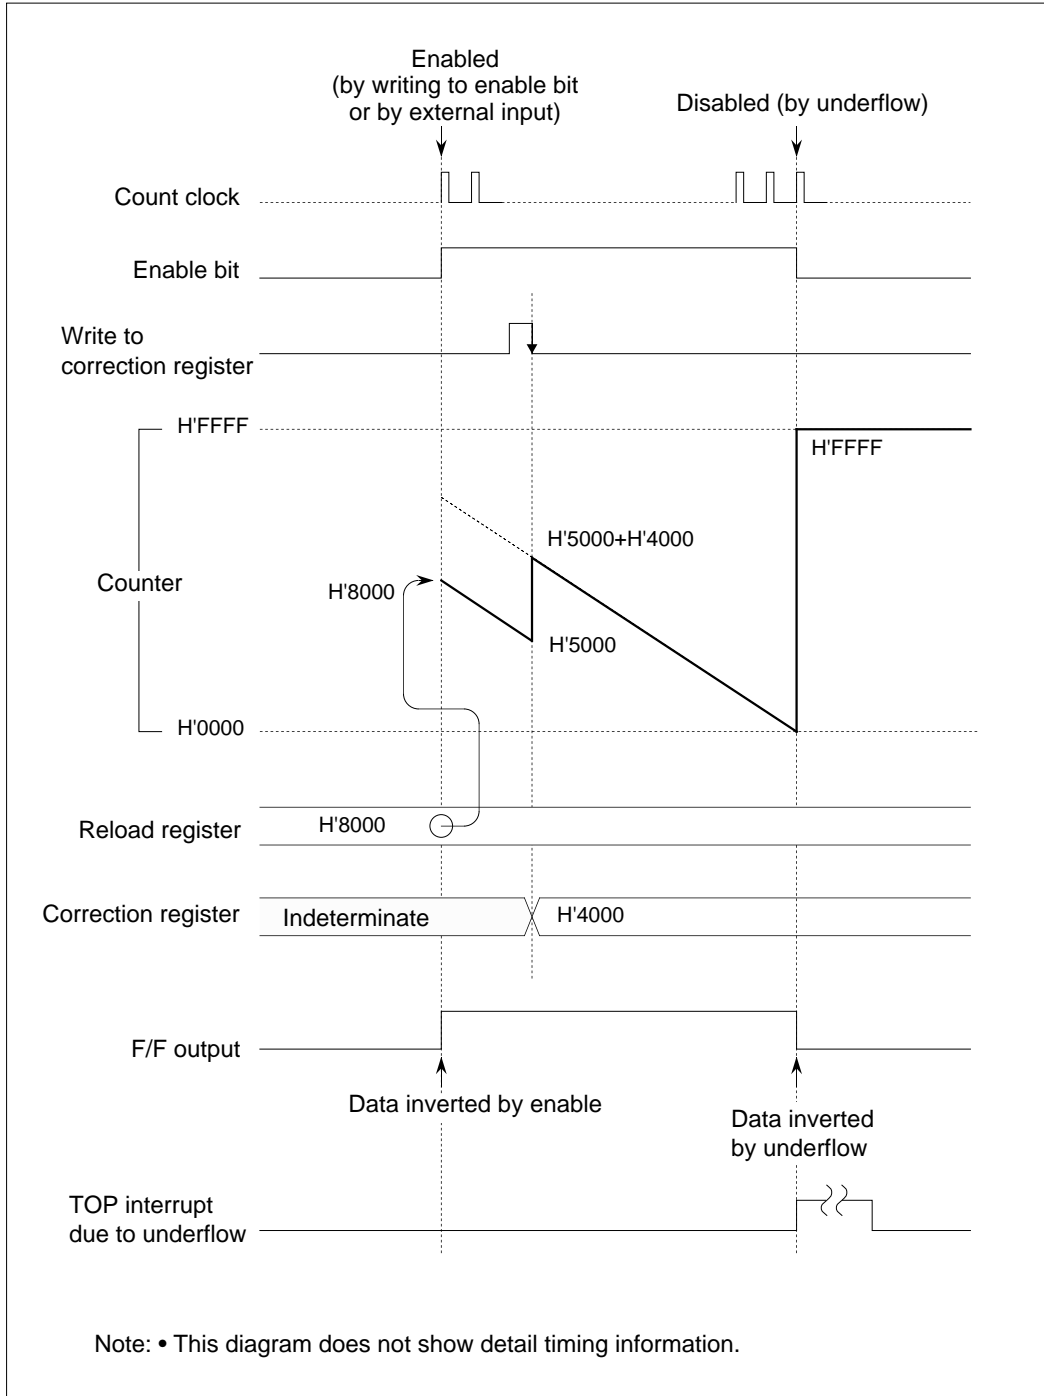 Enabled
(by writing to enable bit
or by external input)
Disabled (by underflow)
Count clock
Enable bit
Write to
correction register
H'FFFF
H'FFFF
H'5000+H'4000
Counter
H'8000
H'5000
H'0000
Reload register
H'8000
Correction register
Indeterminate
H'4000
F/F output
Data inverted by enable
Data inverted
by underflow
TOP interrupt
due to underflow
Note: • This diagram does not show detail timing information.